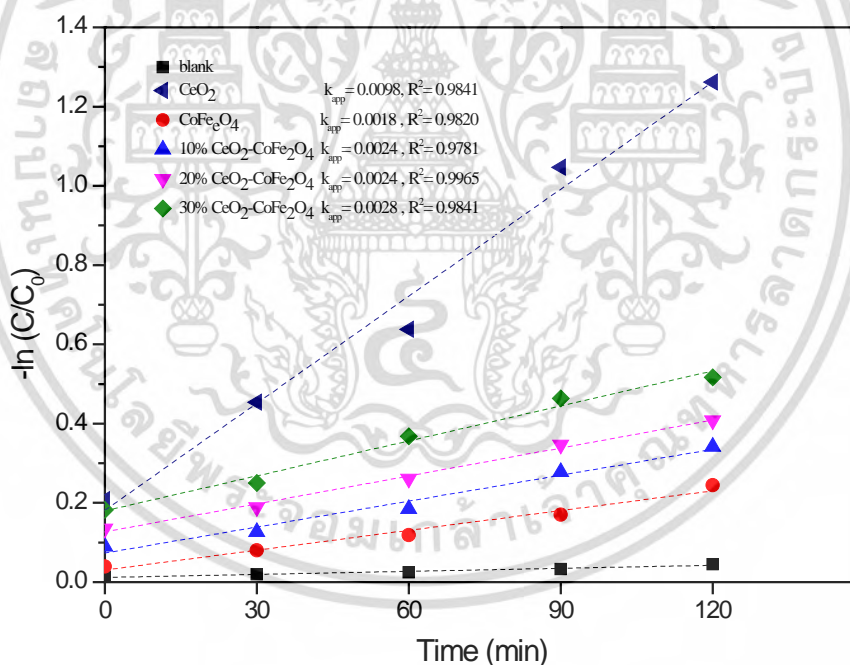 1.4
1.2
1.0
0.8
0.6
0.4
0.2
0.0
-ln (C/C0)
blank
CeO2 kapp= 0.0098, R2= 0.9841
CoFeeO4 kapp= 0.0018 , R2= 0.9820
10% CeO2-CoFe2O4 kapp= 0.0024 , R2= 0.9781
20% CeO2-CoFe2O4 kapp= 0.0024 , R2= 0.9965
30% CeO2-CoFe2O4 kapp= 0.0028 , R2= 0.9841
0 30 60 90 120
Time (min)